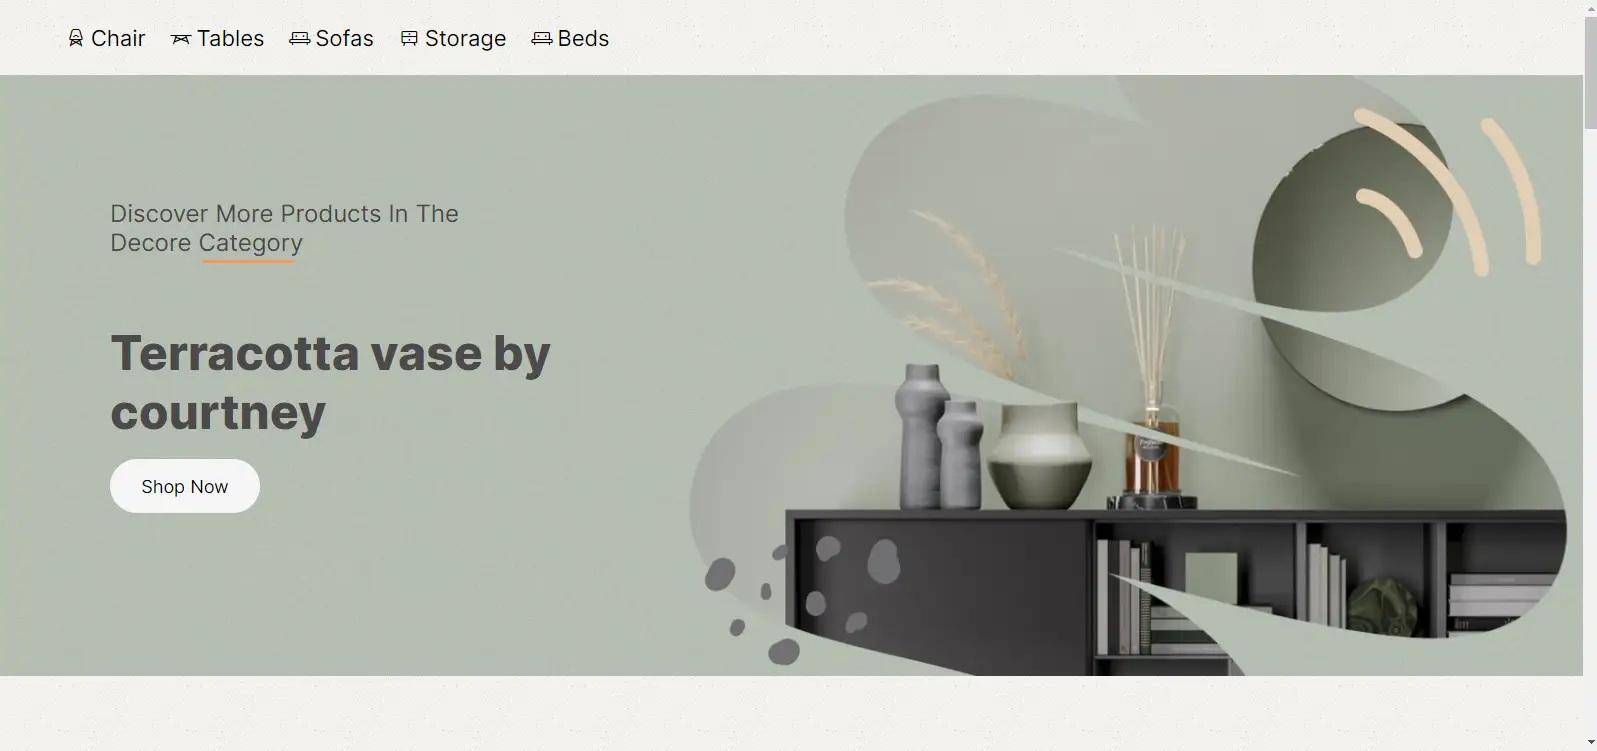 Chair Tables Sofas Storage Beds
Discover More Products In The
Decore Category
Terracotta vase by
courtney
Shop Now